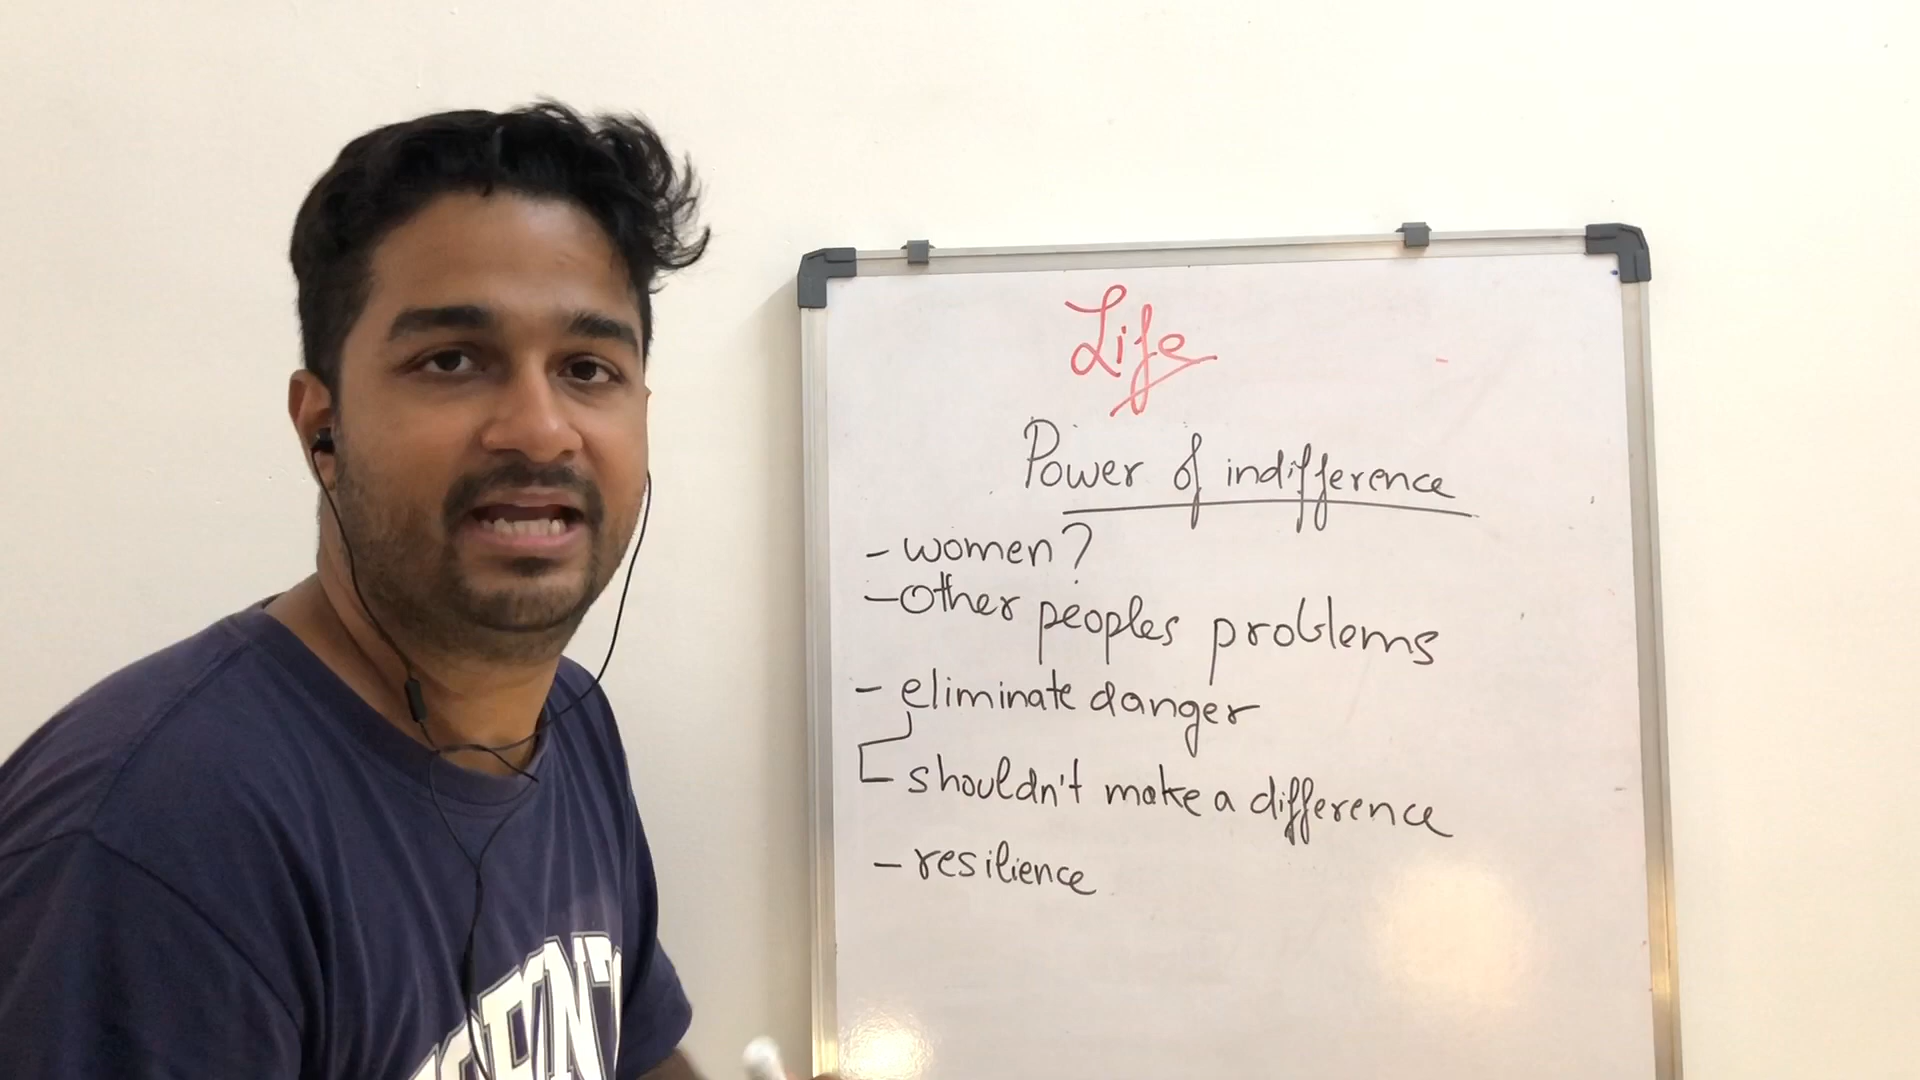 Life
Power of indifference
- women?
- Other peoples problems
- eliminate danger
shouldn't make a difference
- resilience